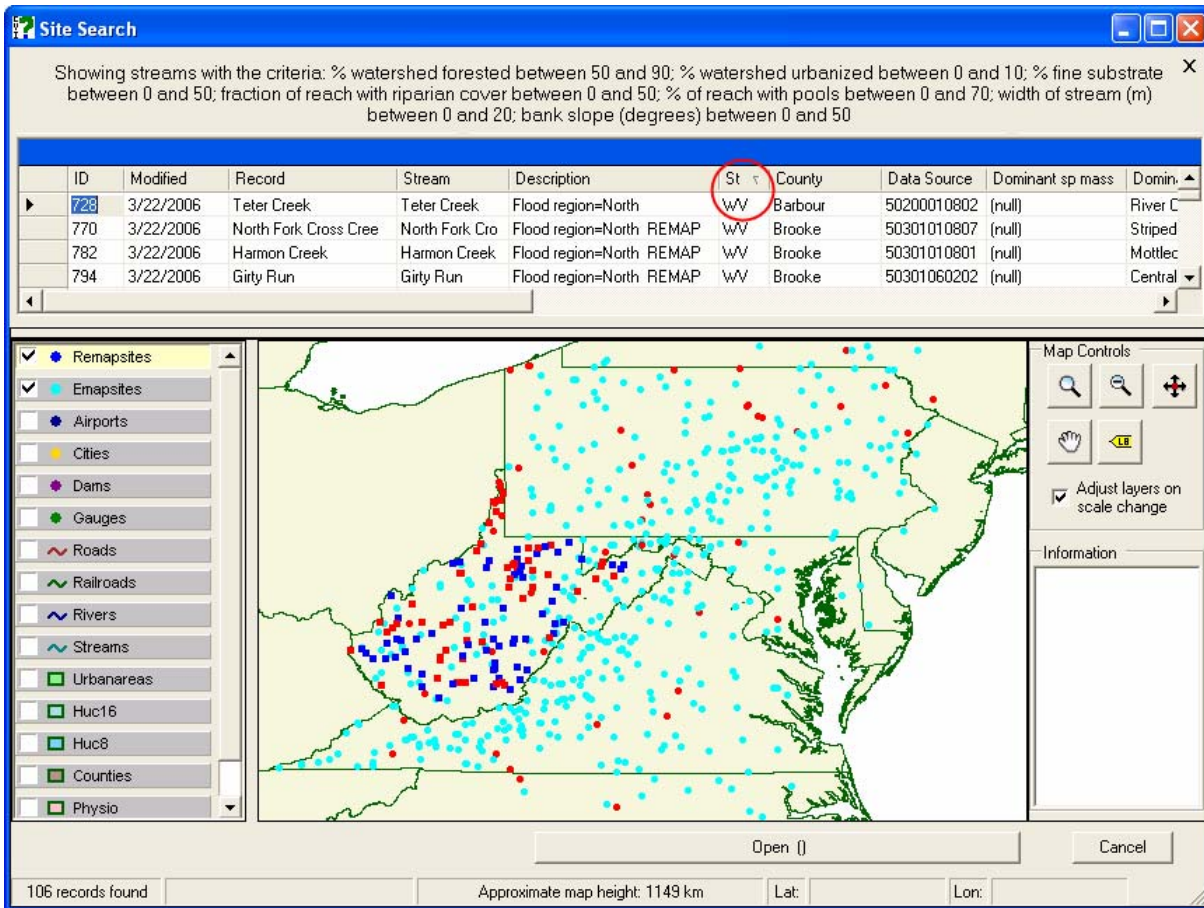 Site Search
Showing streams with the criteria: % watershed forested between 50 and 90; % watershed urbanized between 0 and 10; % fine substrate
between 0 and 50; fraction of reach with riparian cover between 0 and 50; % of reach with pools between 0 and 70; width of stream (m)
between 0 and 20; bank slope (degrees) between 0 and 50
X
ID Modified Record Stream Description St County Data Source Dominant sp mass Domin
728 3/22/2006 Teter Creek Teter Creek Flood region=North WV Barbour 50200010802 (null) River C
770 3/22/2006 North Fork Cross Cree North Fork Cro Flood region=North REMAP WV Brooke 50301010807 (null) Striped
782 3/22/2006 Harmon Creek Harmon Creek Flood region=North REMAP WV Brooke 50301010801 (null) Mottlec
794 3/22/2006 Girty Run Girty Run Flood region=North REMAP WV Brooke 50301060202 (null) Central
Remapsites
Emapsites
Airports
Cities
Dams
Gauges
Roads
Railroads
Rivers
Streams
Urbanareas
Huc16
Huc8
Counties
Physio
Map Controls
LB
Adjust layers on
scale change
Information
Open ()
Cancel
106 records found
Approximate map height: 1149 km
Lat:
Lon: